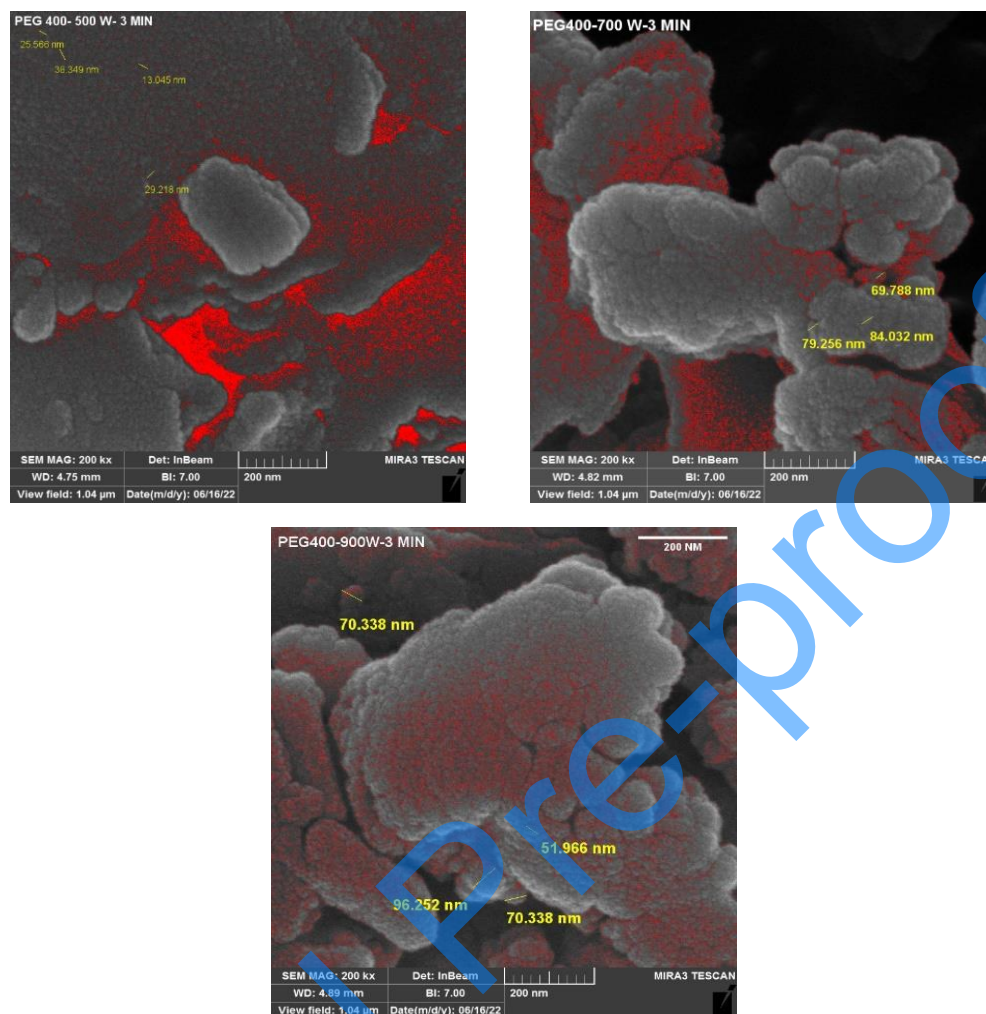 PEG 400- 500 W- 3 MIN
25.566 nm
38.349 nm
13.045 nm
29.218 nm
SEM MAG: 200 kx
Det: InBeam
MIRA3 TESCAN
WD: 4.75 mm
BI: 7.00
200 nm
View field: 1.04 µm
Date(m/d/y): 06/16/22
PEG400-700 W-3 MIN
69.788 nm
79.256 nm
84.032 nm
SEM MAG: 200 kx
Det: InBeam
MIRA3 TESCA
WD: 4.82 mm
BI: 7.00
200 nm
View field: 1.04 µm
Date(m/d/y): 06/16/22
PEG400-900W-3 MIN
200 NM
70.338 nm
51.966 nm
96.252 nm
70.338 nm
SEM MAG: 200 kx
Det: InBeam
MIRA3 TESCAN
WD: 4.89 mm
BI: 7.00
200 nm
View field: 1.04 µm
Date(m/d/y): 06/16/22
Pre-proo